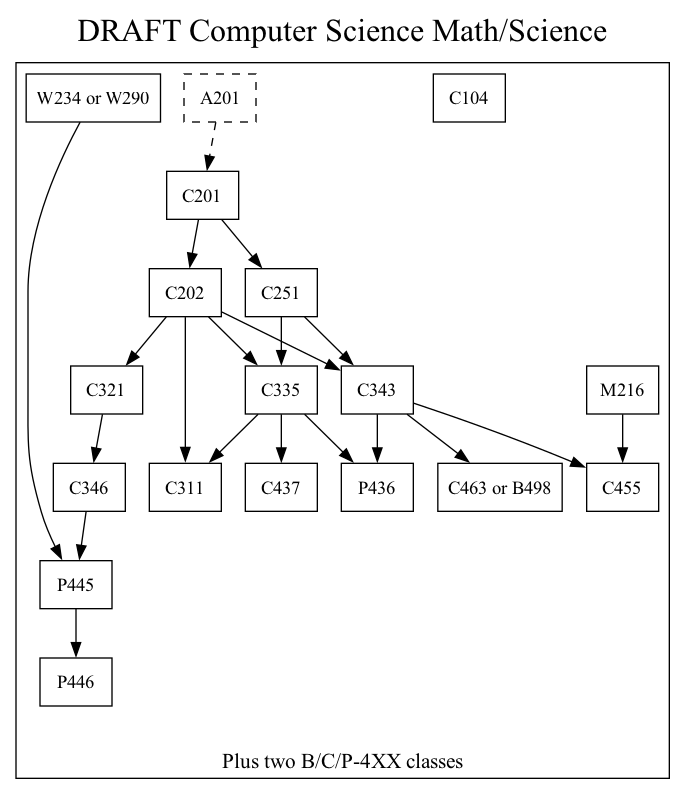 DRAFT Computer Science Math/Science
W234 or W290
A201
C104
C201
C202
C251
C321
C335
C343
M216
C346
C311
C437
P436
C463 or B498
C455
P445
P446
Plus two B/C/P-4XX classes